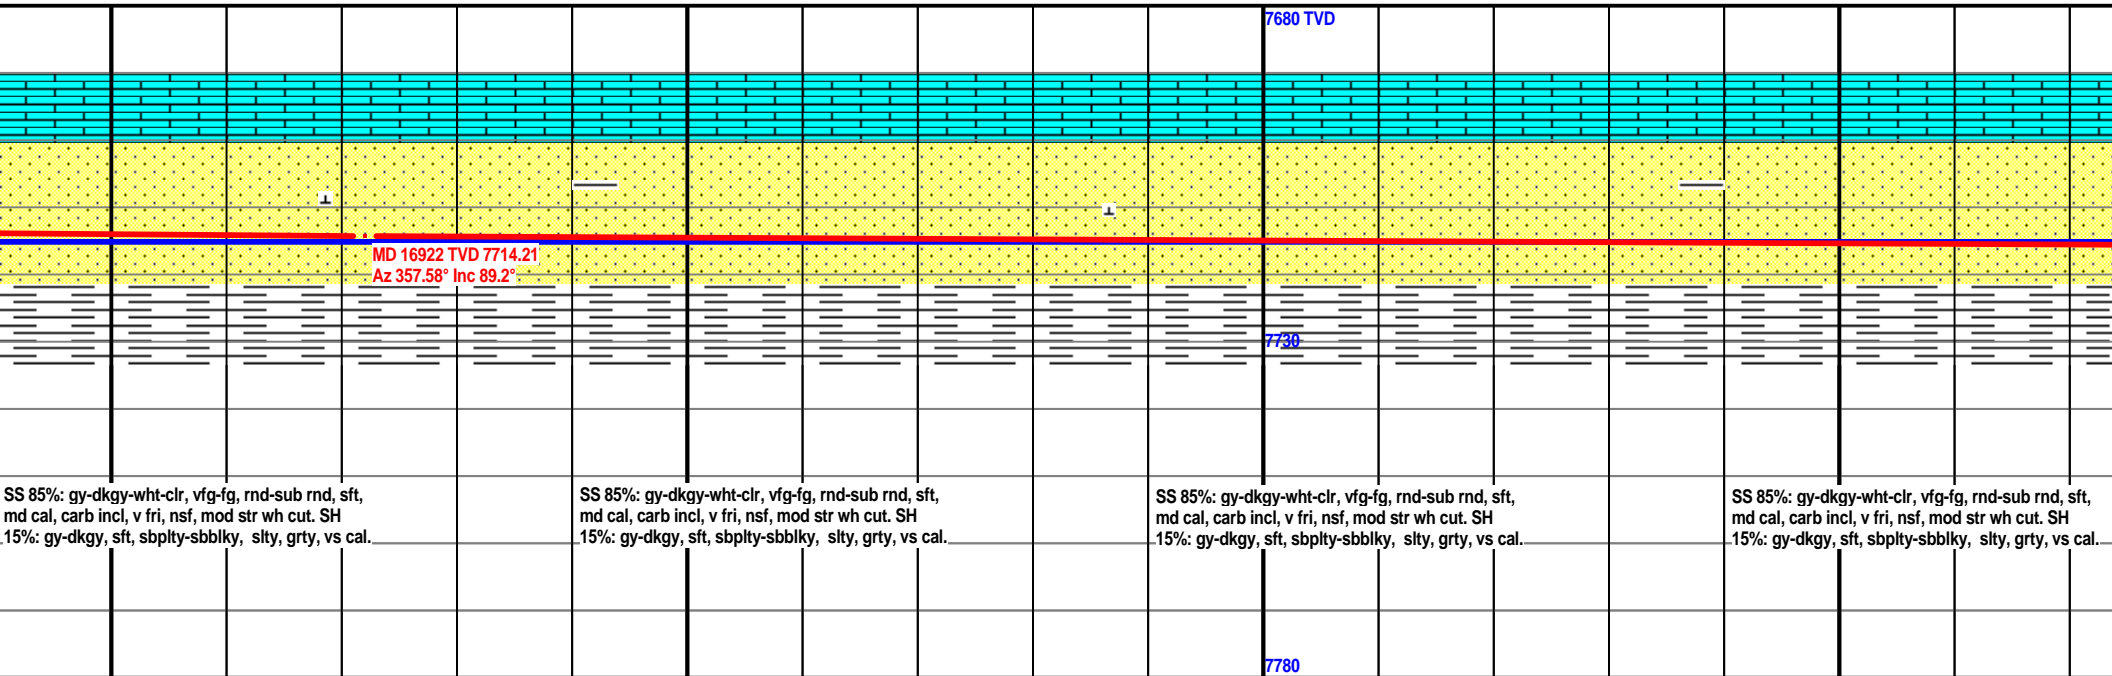 7680 TVD
MD 16922 TVD 7714.21
Az 357.58° Inc 89.2°
7730
SS 85%: gy-dkgy-wht-clr, vfg-fg, rnd-sub rnd, sft,
md cal, carb incl, v fri, nsf, mod str wh cut. SH
15%: gy-dkgy, sft, sbplty-sbblky, slty, grty, vs cal.
SS 85%: gy-dkgy-wht-clr, vfg-fg, rnd-sub rnd, sft,
md cal, carb incl, v fri, nsf, mod str wh cut. SH
15%: gy-dkgy, sft, sbplty-sbblky, slty, grty, vs cal.
SS 85%: gy-dkgy-wht-clr, vfg-fg, rnd-sub rnd, sft,
md cal, carb incl, v fri, nsf, mod str wh cut. SH
15%: gy-dkgy, sft, sbplty-sbblky, slty, grty, vs cal.
SS 85%: gy-dkgy-wht-clr, vfg-fg, rnd-sub rnd, sft,
md cal, carb incl, v fri, nsf, mod str wh cut. SH
15%: gy-dkgy, sft, sbplty-sbblky, slty, grty, vs cal.
7780